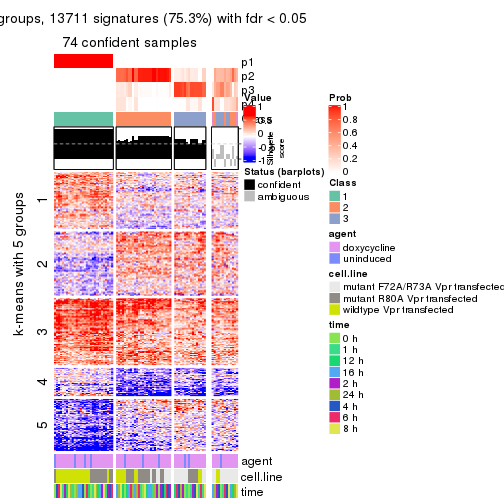 groups, 13711 signatures (75.3%) with fdr < 0.05
74 confident samples
p1
p2
p3
Value
1
0
-1
Silhouette
score
Prob
1
0.8
0.6
0.4
0.2
0
Status (barplots)
confident
ambiguous
Class
1
2
3
agent
doxycycline
uninduced
cell.line
mutant F72A/R73A Vpr transfected
mutant R80A Vpr transfected
wildtype Vpr transfected
time
0 h
1 h
12 h
16 h
2 h
24 h
4 h
6 h
8 h
k-means with 5 groups
1
2
3
4
5
agent
cell.line
time